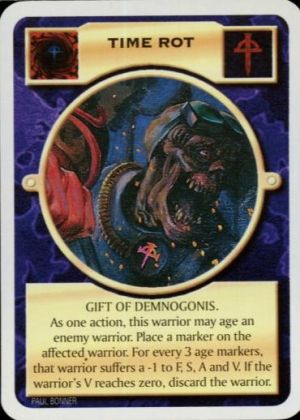 TIME ROT
GIFT OF DEMNOGONIS.
As one action, this warrior may age an
enemy warrior. Place a marker on the
affected warrior. For every 3 age markers,
that warrior suffers a -1 to F, S, A and V. If the
warrior's V reaches zero, discard the warrior.
PAUL BONNER